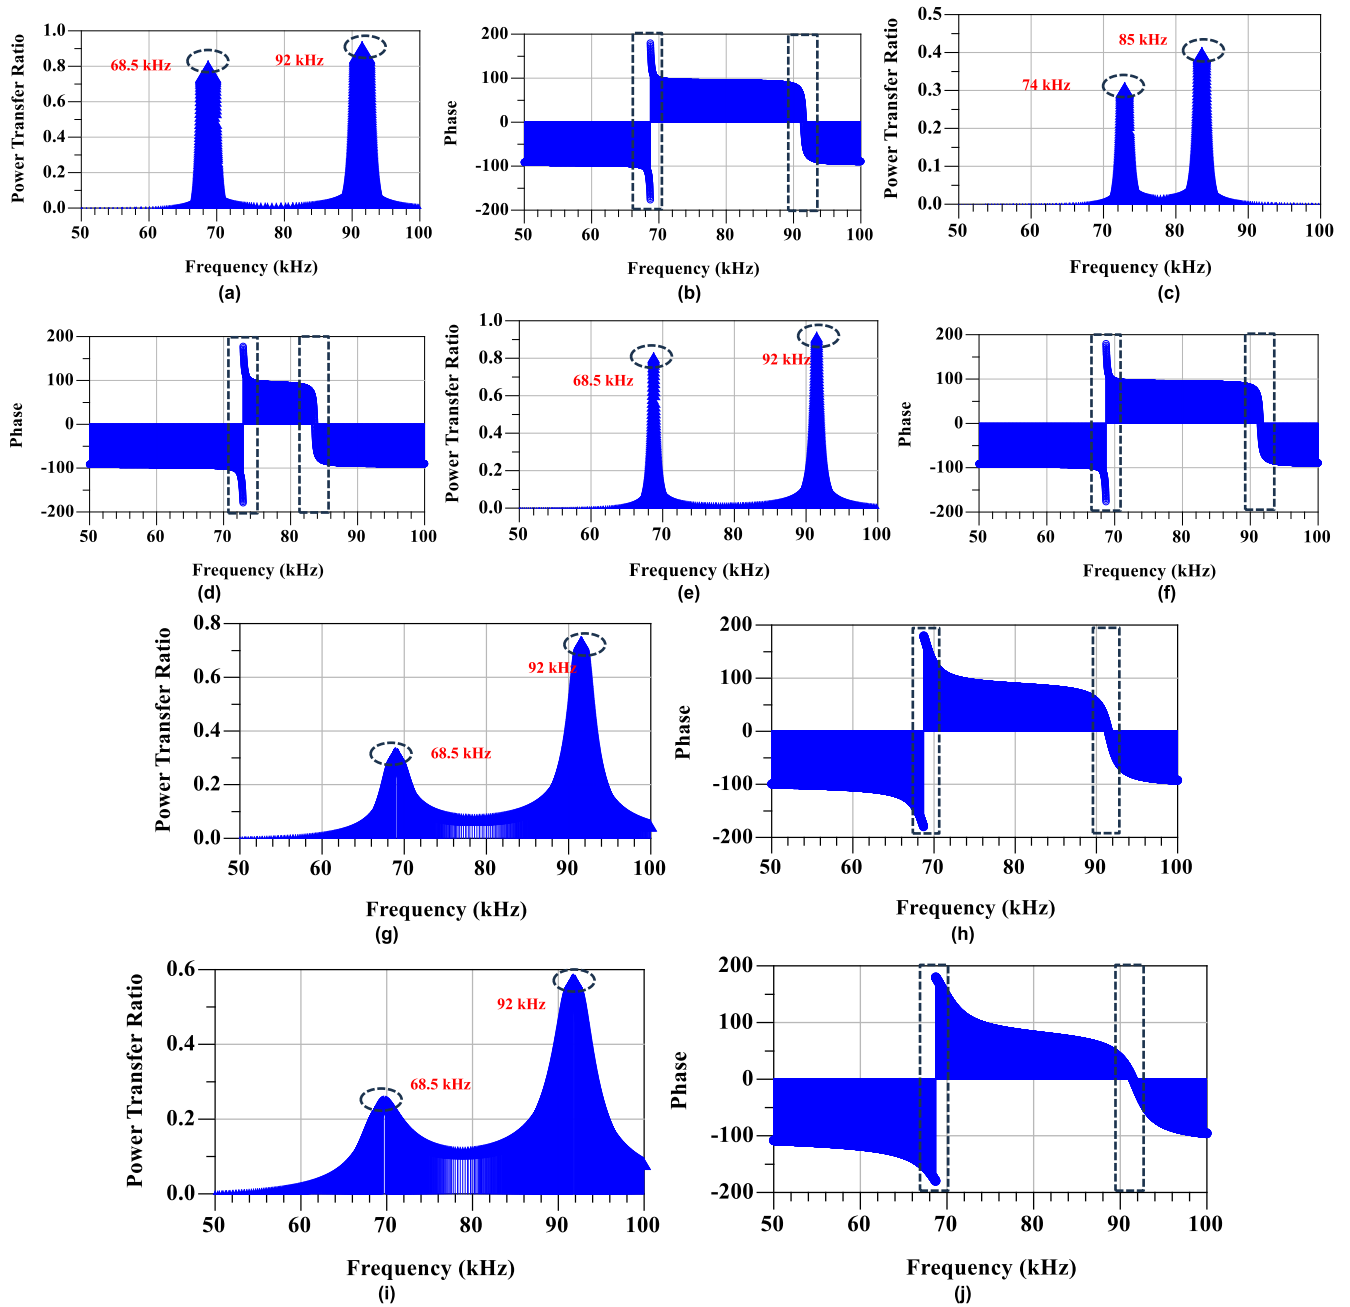 Power Transfer Ratio
1.0
0.8
0.6
0.4
0.2
0.0
68.5 kHz
92 kHz
50 60 70 80 90 100
Frequency (kHz)
(a)
Phase
200
100
0
-100
-200
50 60 70 80 90 100
Frequency (kHz)
(b)
Power Transfer Ratio
0.5
0.4
0.3
0.2
0.1
0.0
85 kHz
74 kHz
60 70 80 90 100
Frequency (kHz)
(c)
Phase
200
100
0
-100
-200
50 60 70 80 90 100
Frequency (kHz)
(d)
Power Transfer Ratio
1.0
0.8
0.6
0.4
0.2
0.0
68.5 kHz
92 kHz
50 60 70 80 90 100
Frequency (kHz)
(e)
Phase
200
100
0
-100
-200
50 60 70 80 90 100
Frequency (kHz)
(f)
Power Transfer Ratio
0.8
0.6
0.4
0.2
0.0
92 kHz
68.5 kHz
50 60 70 80 90 100
Frequency (kHz)
(g)
Phase
200
100
0
-100
-200
50 60 70 80 90 100
Frequency (kHz)
(h)
Power Transfer Ratio
0.6
0.4
0.2
0.0
92 kHz
68.5 kHz
50 60 70 80 90 100
Frequency (kHz)
(i)
Phase
200
100
0
-100
-200
50 60 70 80 90 100
Frequency (kHz)
(j)